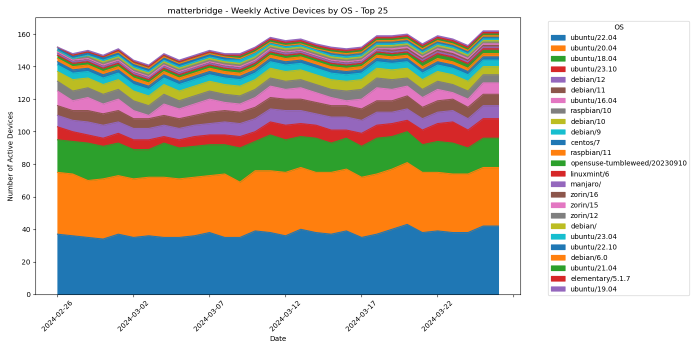 matterbridge - Weekly Active Devices by OS - Top 25
Number of Active Devices
160
140
120
100
80
60
40
20
0
2024-02-26
2024-03-02
2024-03-07
2024-03-12
2024-03-17
2024-03-22
Date
OS
ubuntu/22.04
ubuntu/20.04
ubuntu/18.04
ubuntu/23.10
debian/12
debian/11
ubuntu/16.04
raspbian/10
debian/10
debian/9
centos/7
raspbian/11
opensuse-tumbleweed/20230910
linuxmint/6
manjaro/
zorin/16
zorin/15
zorin/12
debian/
ubuntu/23.04
ubuntu/22.10
debian/6.0
ubuntu/21.04
elementary/5.1.7
ubuntu/19.04